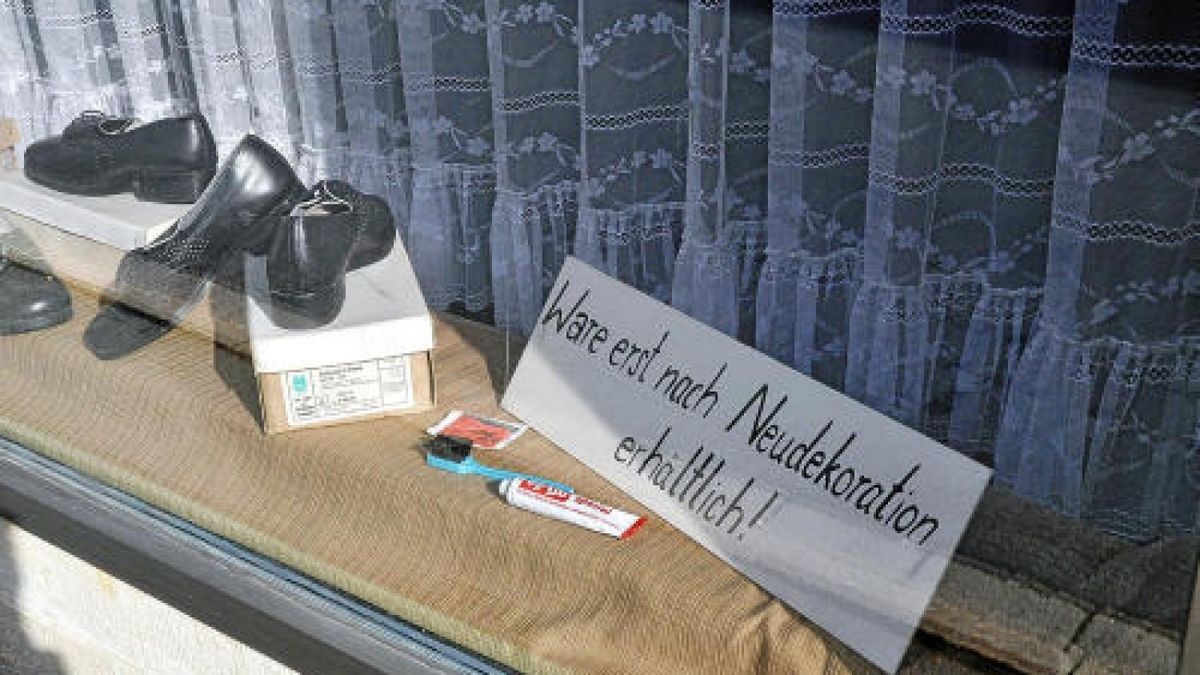 Ware erst nach Neudekoration
erhältlich!